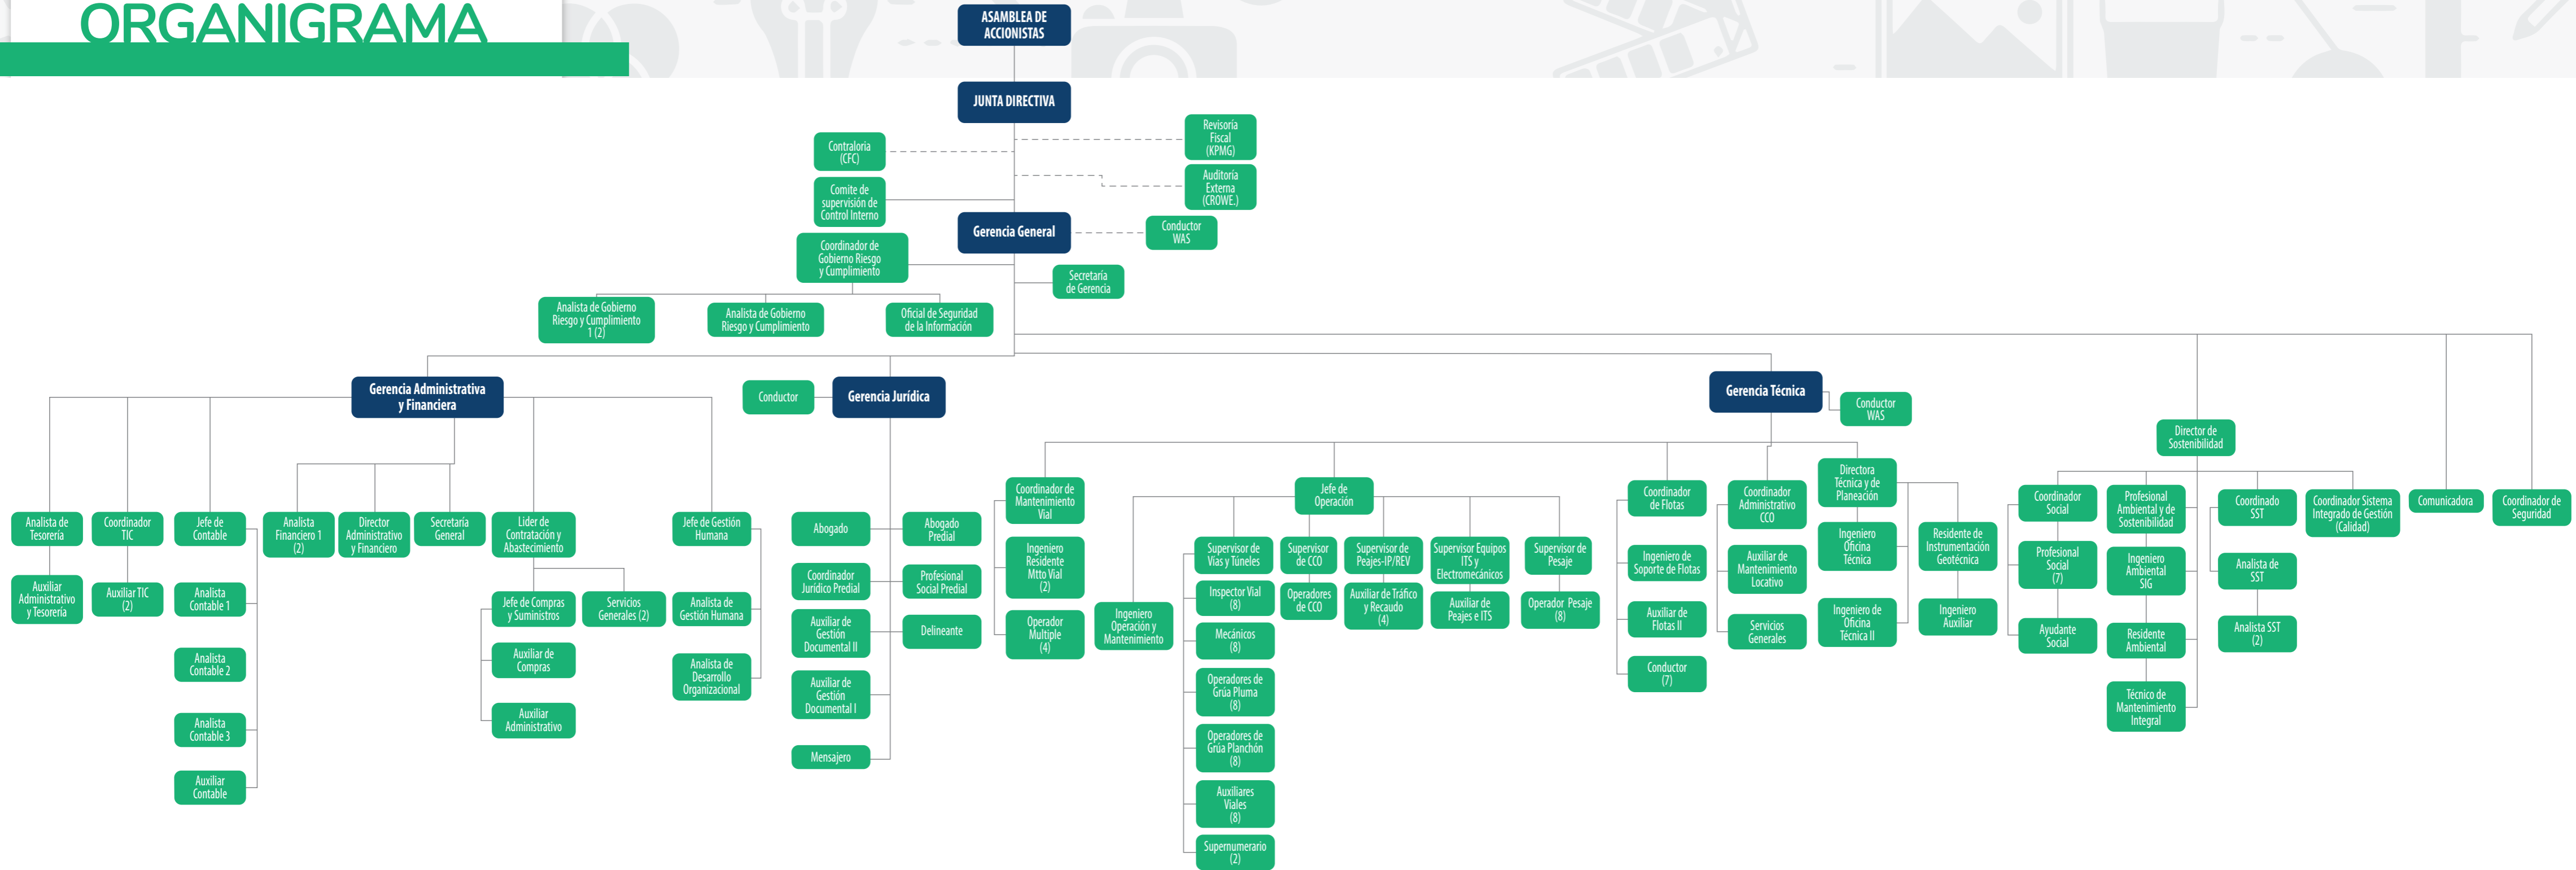 ORGANIGRAMA
ASAMBLEA DE
ACCIONISTAS
JUNTA DIRECTIVA
Revisoría
Fiscal
(KPMG)
Contraloria
(CFC)
Auditoría
Externa
(CROWE.)
Comite de
supervisión de
Control Interno
Gerencia General
Conductor
WAS
Coordinador de
Gobierno Riesgo
y Cumplimiento
Secretaría
de Gerencia
Analista de Gobierno
Riesgo y Cumplimiento
1 (2)
Analista de Gobierno
Riesgo y Cumplimiento
Oficial de Seguridad
de la Información
Gerencia Administrativa
y Financiera
Conductor
Gerencia Jurídica
Gerencia Técnica
Conductor
WAS
Director de
Sostenibilidad
Analista de
Tesorería
Auxiliar
Administrativo
y Tesorería
Coordinador
TIC
Auxiliar TIC
(2)
Jefe de
Contable
Analista
Contable 1
Analista
Contable 2
Analista
Contable 3
Auxiliar
Contable
Analista
Financiero 1
(2)
Director
Administrativo
y Financiero
Secretaría
General
Lider de
Contratación y
Abastecimiento
Jefe de Compras
y Suministros
Servicios
Generales (2)
Auxiliar de
Compras
Auxiliar
Administrativo
Jefe de Gestión
Humana
Analista de
Gestión Humana
Analista de
Desarrollo
Organizacional
Abogado
Abogado
Predial
Coordinador
Jurídico Predial
Profesional
Social Predial
Auxiliar de
Gestión
Documental II
Delineante
Auxiliar de
Gestión
Documental I
Mensajero
Coordinador de
Mantenimiento
Vial
Ingeniero
Residente
Mtto Vial
(2)
Operador
Multiple
(4)
Jefe de
Operación
Ingeniero
Operación y
Mantenimiento
Supervisor de
Vías y Túneles
Inspector Vial
(8)
Mecánicos
(8)
Operadores de
Grúa Pluma
(8)
Operadores de
Grúa Planchón
(8)
Auxiliares
Viales
(8)
Supernumerario
(2)
Supervisor
de CCO
Operadores
de CCO
Supervisor de
Peajes-IP/REV
Auxiliar de Tráfico
y Recaudo
(4)
Supervisor Equipos
ITS y
Electromecánicos
Auxiliar de
Peajes e ITS
Supervisor de
Pesaje
Operador Pesaje
(8)
Coordinador
de Flotas
Ingeniero de
Soporte de Flotas
Auxiliar de
Flotas II
Conductor
(7)
Coordinador
Administrativo
CCO
Auxiliar de
Mantenimiento
Locativo
Servicios
Generales
Directora
Técnica y de
Planeación
Ingeniero
Oficina
Técnica
Ingeniero de
Oficina
Técnica II
Residente de
Instrumentación
Geotécnica
Ingeniero
Auxiliar
Coordinador
Social
Profesional
Social
(7)
Ayudante
Social
Profesional
Ambiental y de
Sostenibilidad
Ingeniero
Ambiental
SIG
Residente
Ambiental
Técnico de
Mantenimiento
Integral
Coordinado
SST
Analista de
SST
Analista SST
(2)
Coordinador Sistema
Integrado de Gestión
(Calidad)
Comunicadora
Coordinador de
Seguridad